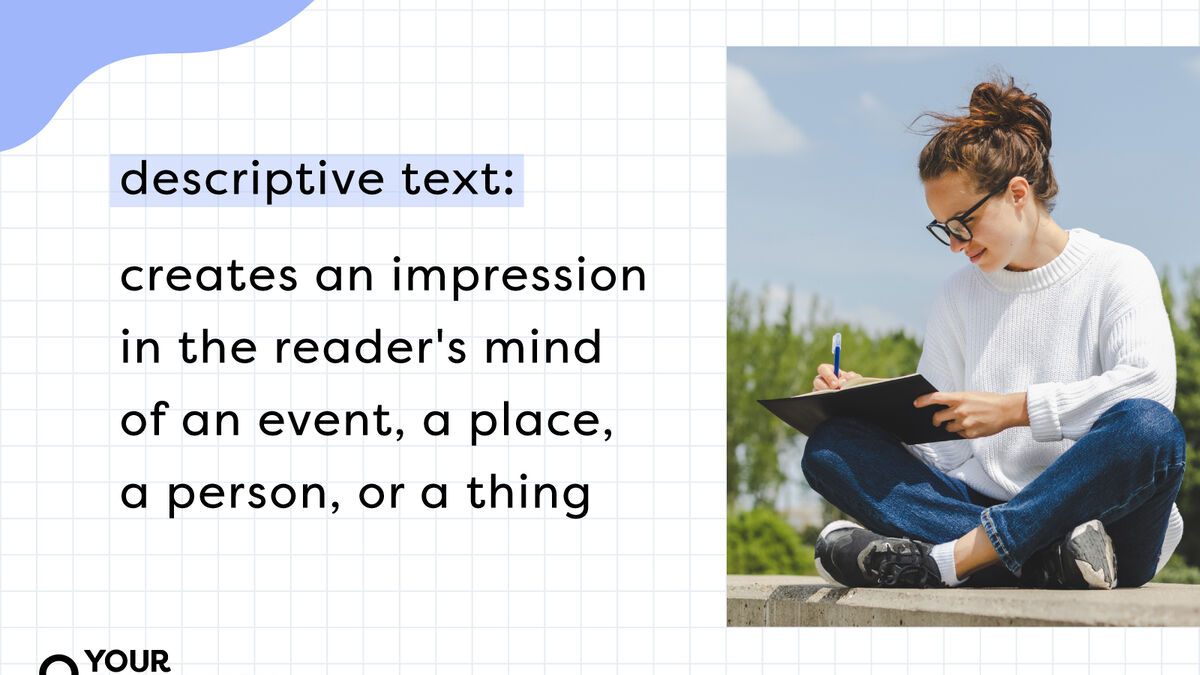 descriptive text:
creates an impression
in the reader's mind
of an event, a place,
a person, or a thing
YOUR